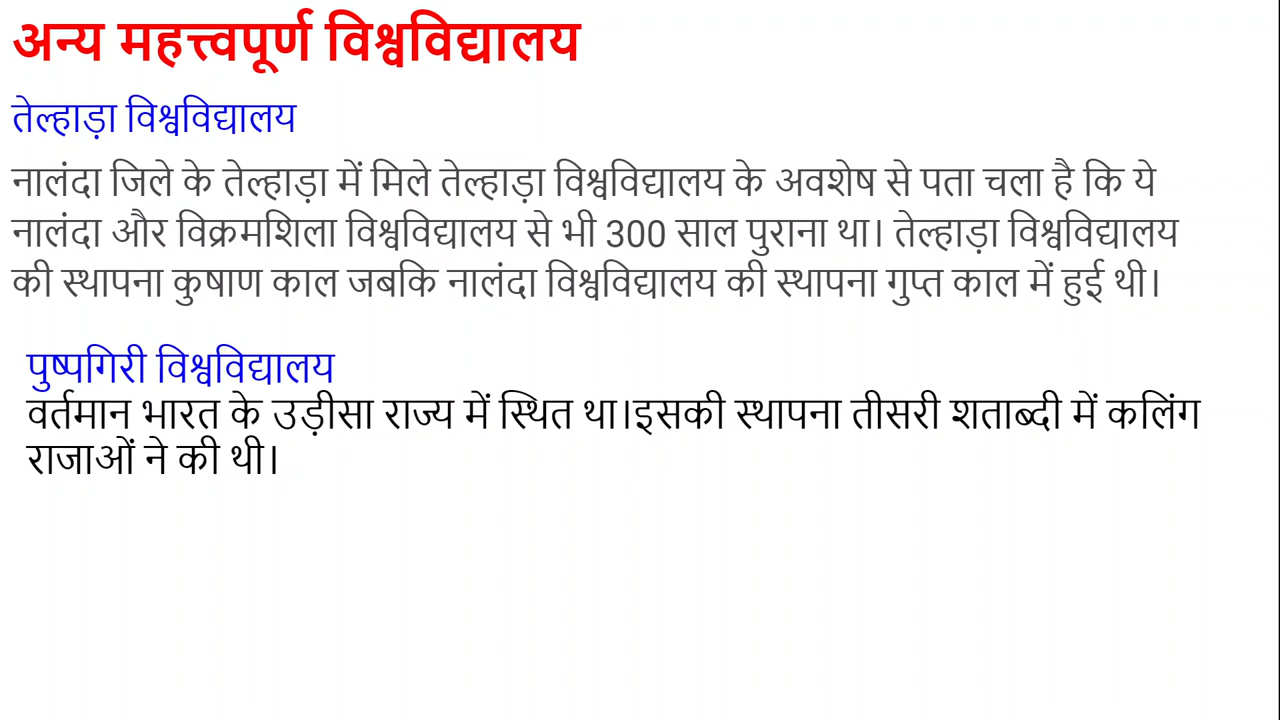 अन्य महत्त्वपूर्ण विश्वविद्यालय
तेल्हाड़ा विश्वविद्यालय
नालंदा जिले के तेल्हाड़ा में मिले तेल्हाड़ा विश्वविद्यालय के अवशेष से पता चला है कि ये
नालंदा और विक्रमशिला विश्वविद्यालय से भी 300 साल पुराना था। तेल्हाड़ा विश्वविद्यालय
की स्थापना कुषाण काल जबकि नालंदा विश्वविद्यालय की स्थापना गुप्त काल में हुई थी।
पुष्पगिरी विश्वविद्यालय
वर्तमान भारत के उड़ीसा राज्य में स्थित था।इसकी स्थापना तीसरी शताब्दी में कलिंग
राजाओं ने की थी।